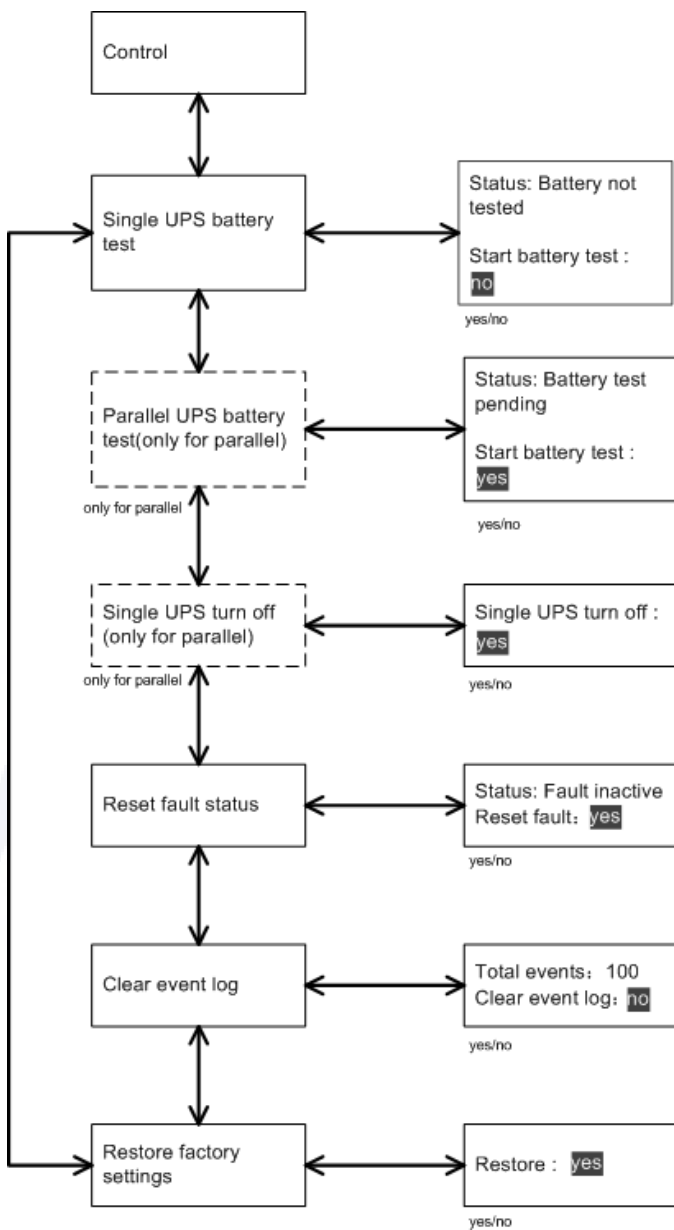 Control
Single UPS battery
test
Status: Battery not
tested
Start battery test :
no
yes/no
Parallel UPS battery
test(only for parallel)
only for parallel
Status: Battery test
pending
Start battery test :
yes
yes/no
Single UPS turn off
(only for parallel)
only for parallel
Single UPS turn off :
yes
yes/no
Reset fault status
Status: Fault inactive
Reset fault：yes
yes/no
Clear event log
Total events：100
Clear event log：no
yes/no
Restore factory
settings
Restore : yes
yes/no